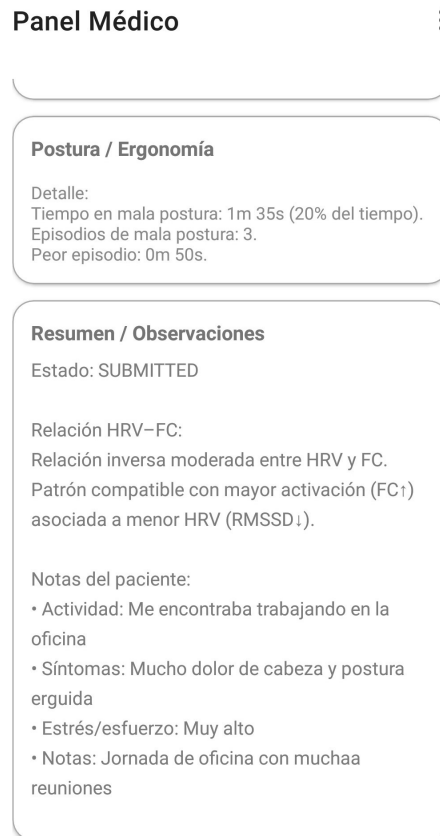 Panel Médico
Postura / Ergonomía
Detalle:
Tiempo en mala postura: 1m 35s (20% del tiempo).
Episodios de mala postura: 3.
Peor episodio: 0m 50s.
Resumen / Observaciones
Estado: SUBMITTED
Relación HRV–FC:
Relación inversa moderada entre HRV y FC.
Patrón compatible con mayor activación (FC↑)
asociada a menor HRV (RMSSD↓).
Notas del paciente:
• Actividad: Me encontraba trabajando en la
oficina
• Síntomas: Mucho dolor de cabeza y postura
erguida
• Estrés/esfuerzo: Muy alto
• Notas: Jornada de oficina con muchaa
reuniones